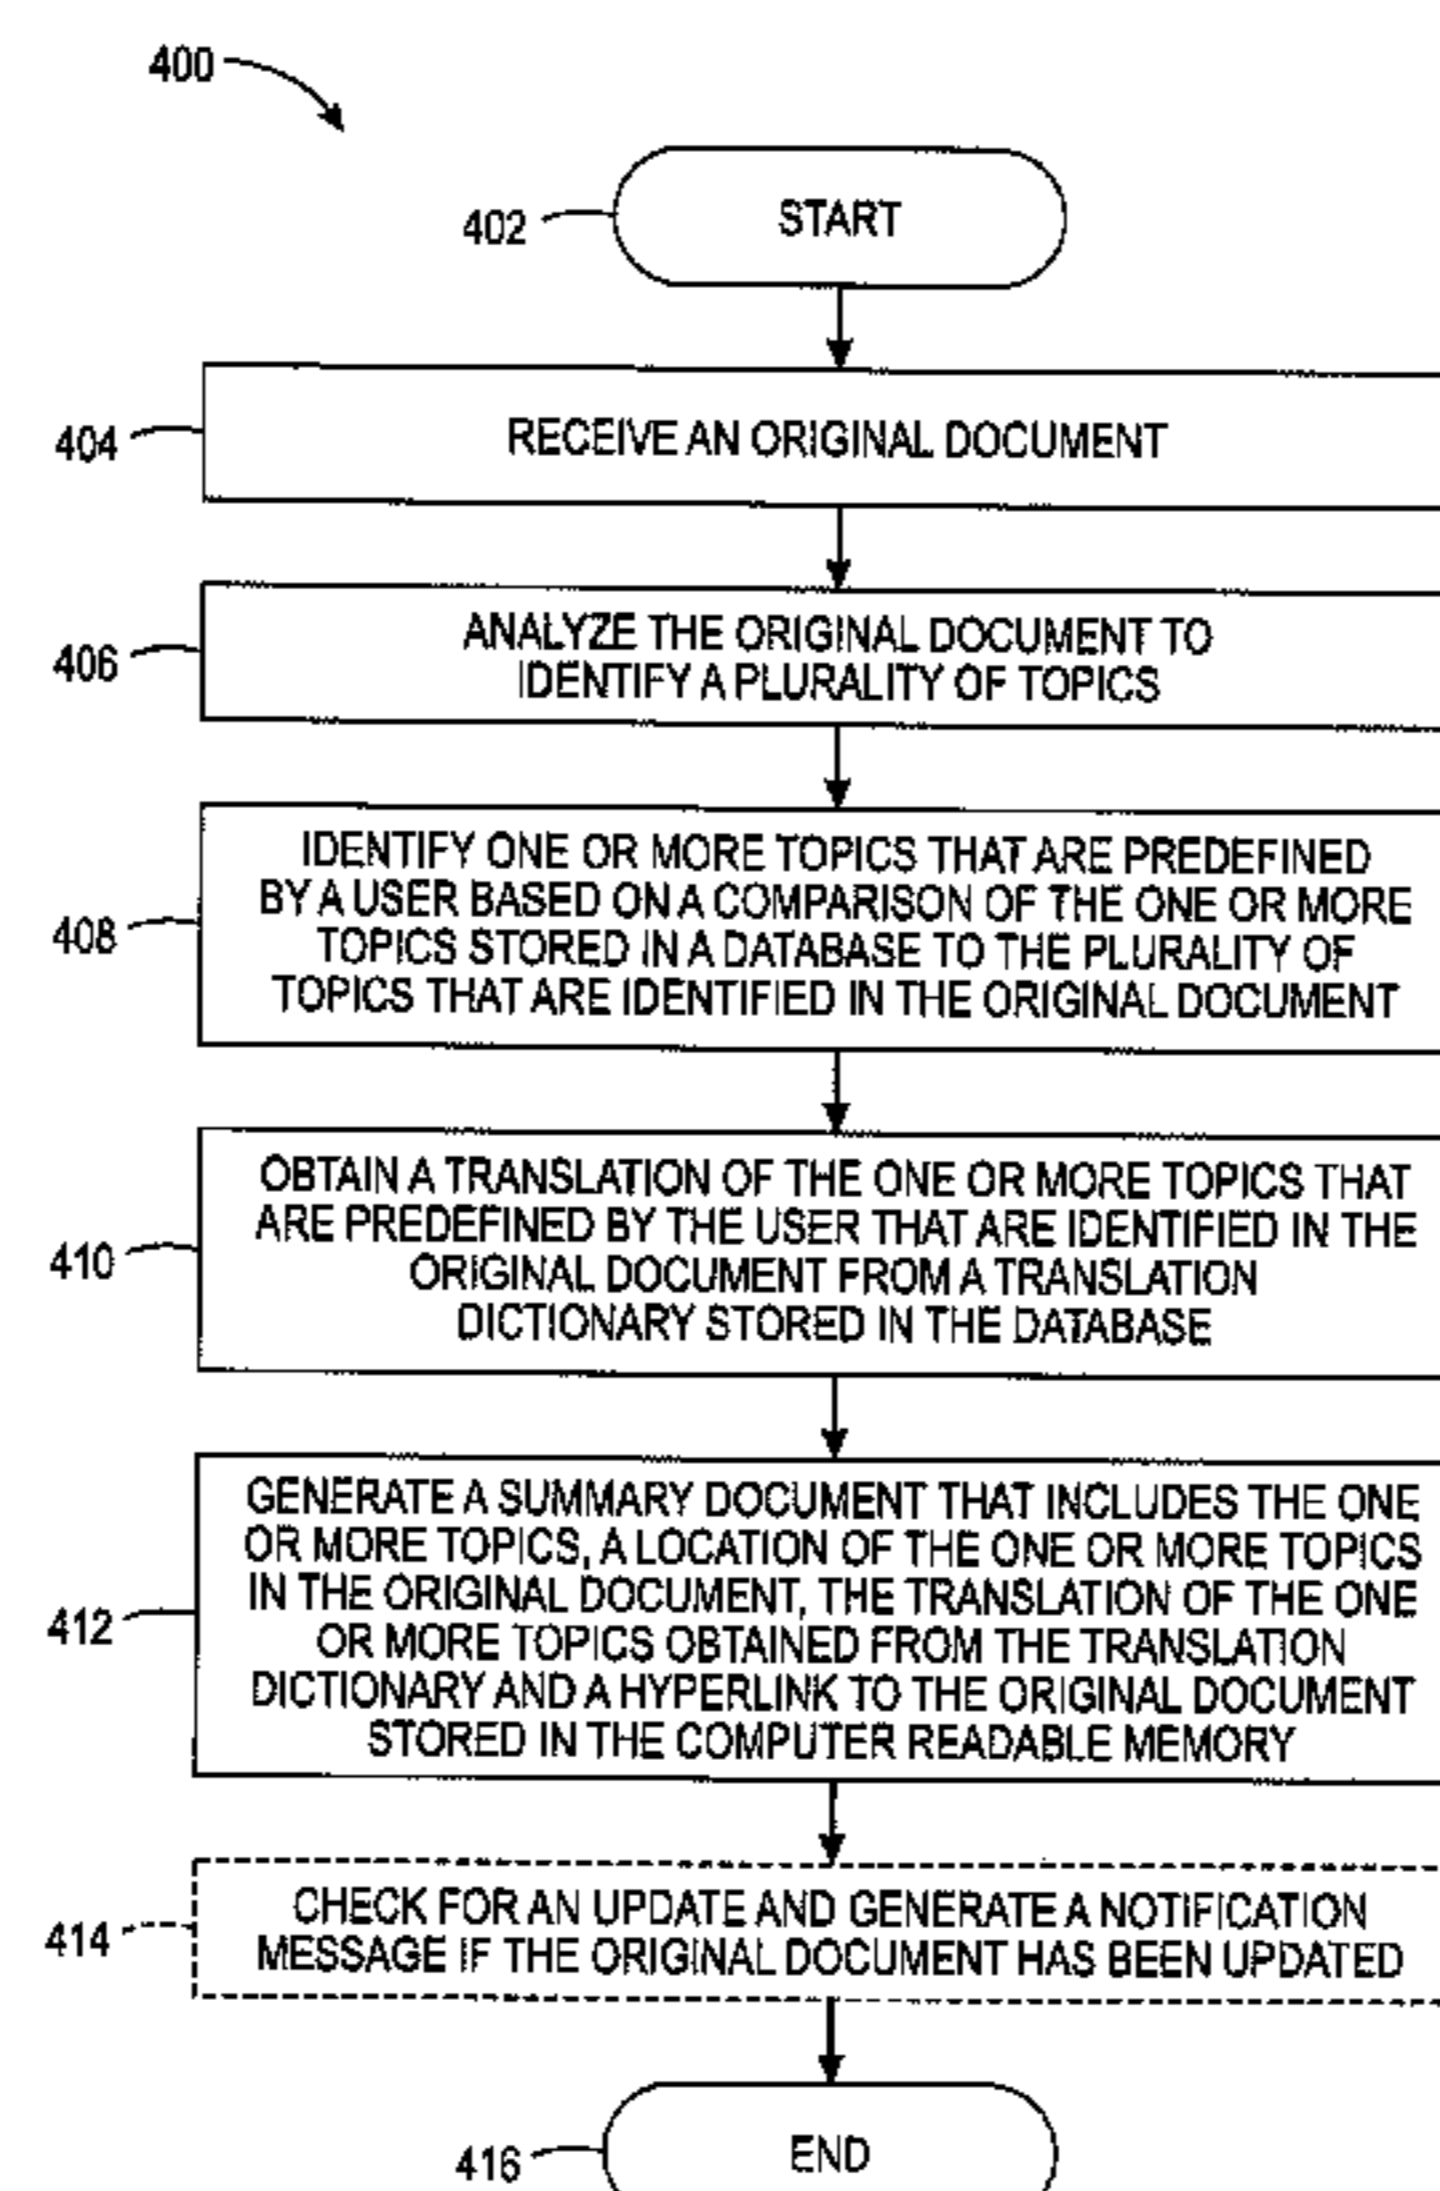 400
402
START
404
RECEIVE AN ORIGINAL DOCUMENT
406
ANALYZE THE ORIGINAL DOCUMENT TO
IDENTIFY A PLURALITY OF TOPICS
408
IDENTIFY ONE OR MORE TOPICS THAT ARE PREDEFINED
BY A USER BASED ON A COMPARISON OF THE ONE OR MORE
TOPICS STORED IN A DATABASE TO THE PLURALITY OF
TOPICS THAT ARE IDENTIFIED IN THE ORIGINAL DOCUMENT
410
OBTAIN A TRANSLATION OF THE ONE OR MORE TOPICS THAT
ARE PREDEFINED BY THE USER THAT ARE IDENTIFIED IN THE
ORIGINAL DOCUMENT FROM A TRANSLATION
DICTIONARY STORED IN THE DATABASE
412
GENERATE A SUMMARY DOCUMENT THAT INCLUDES THE ONE
OR MORE TOPICS, A LOCATION OF THE ONE OR MORE TOPICS
IN THE ORIGINAL DOCUMENT, THE TRANSLATION OF THE ONE
OR MORE TOPICS OBTAINED FROM THE TRANSLATION
DICTIONARY AND A HYPERLINK TO THE ORIGINAL DOCUMENT
STORED IN THE COMPUTER READABLE MEMORY
414
CHECK FOR AN UPDATE AND GENERATE A NOTIFICATION
MESSAGE IF THE ORIGINAL DOCUMENT HAS BEEN UPDATED
416
END